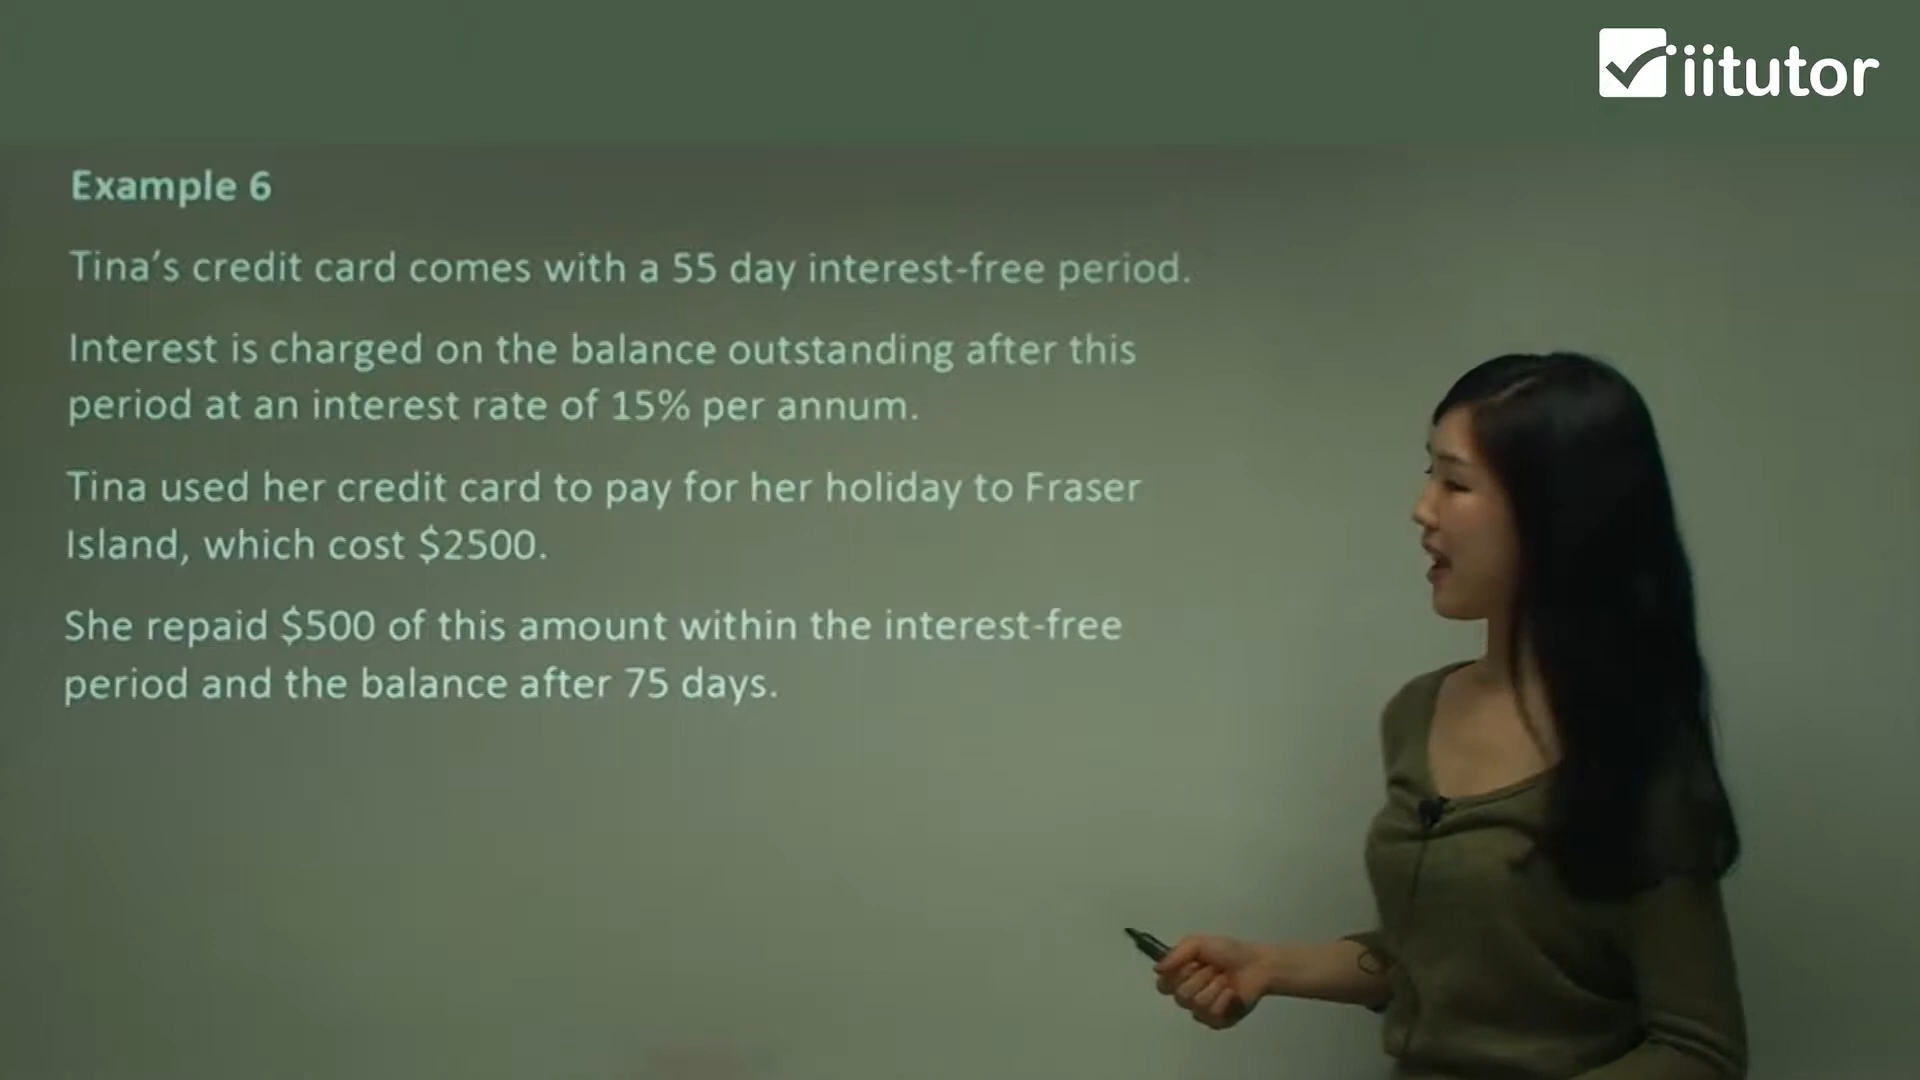 iitutor
Example 6
Tina's credit card comes with a 55 day interest-free period.
Interest is charged on the balance outstanding after this
period at an interest rate of 15% per annum.
Tina used her credit card to pay for her holiday to Fraser
Island, which cost $2500.
She repaid $500 of this amount within the interest-free
period and the balance after 75 days.